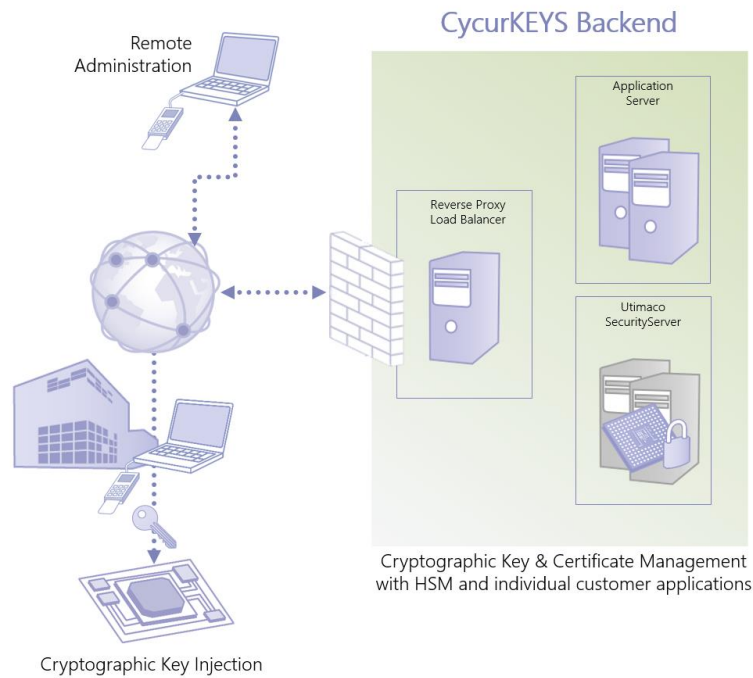 CycurKEYS Backend
Remote
Administration
Application
Server
Reverse Proxy
Load Balancer
Utimaco
SecurityServer
Cryptographic Key & Certificate Management
with HSM and individual customer applications
Cryptographic Key Injection